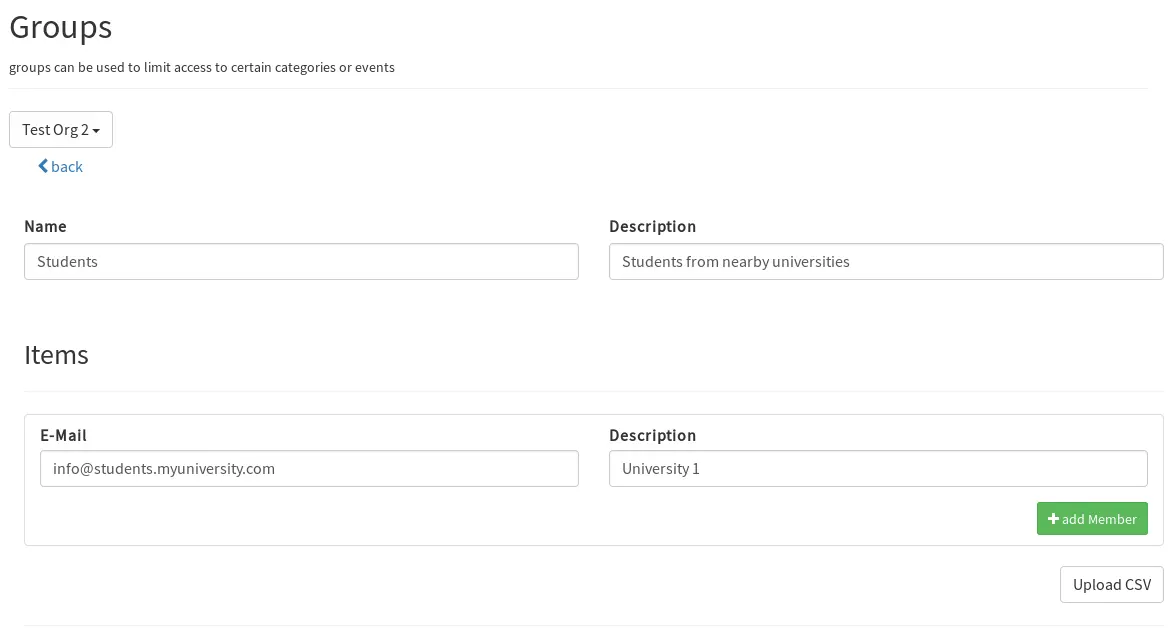 Groups
groups can be used to limit access to certain categories or events
Test Org 2
back
Name
Description
Students
Students from nearby universities
Items
E-Mail
Description
info@students.myuniversity.com
University 1
add Member
Upload CSV